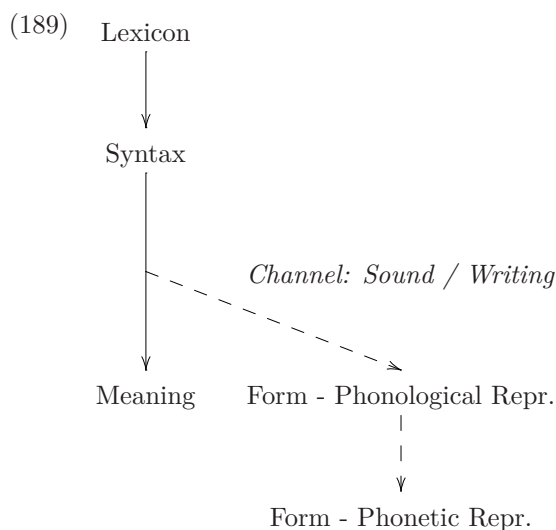 (189) Lexicon
Syntax
Channel: Sound / Writing
Meaning Form - Phonological Repr.
Form - Phonetic Repr.